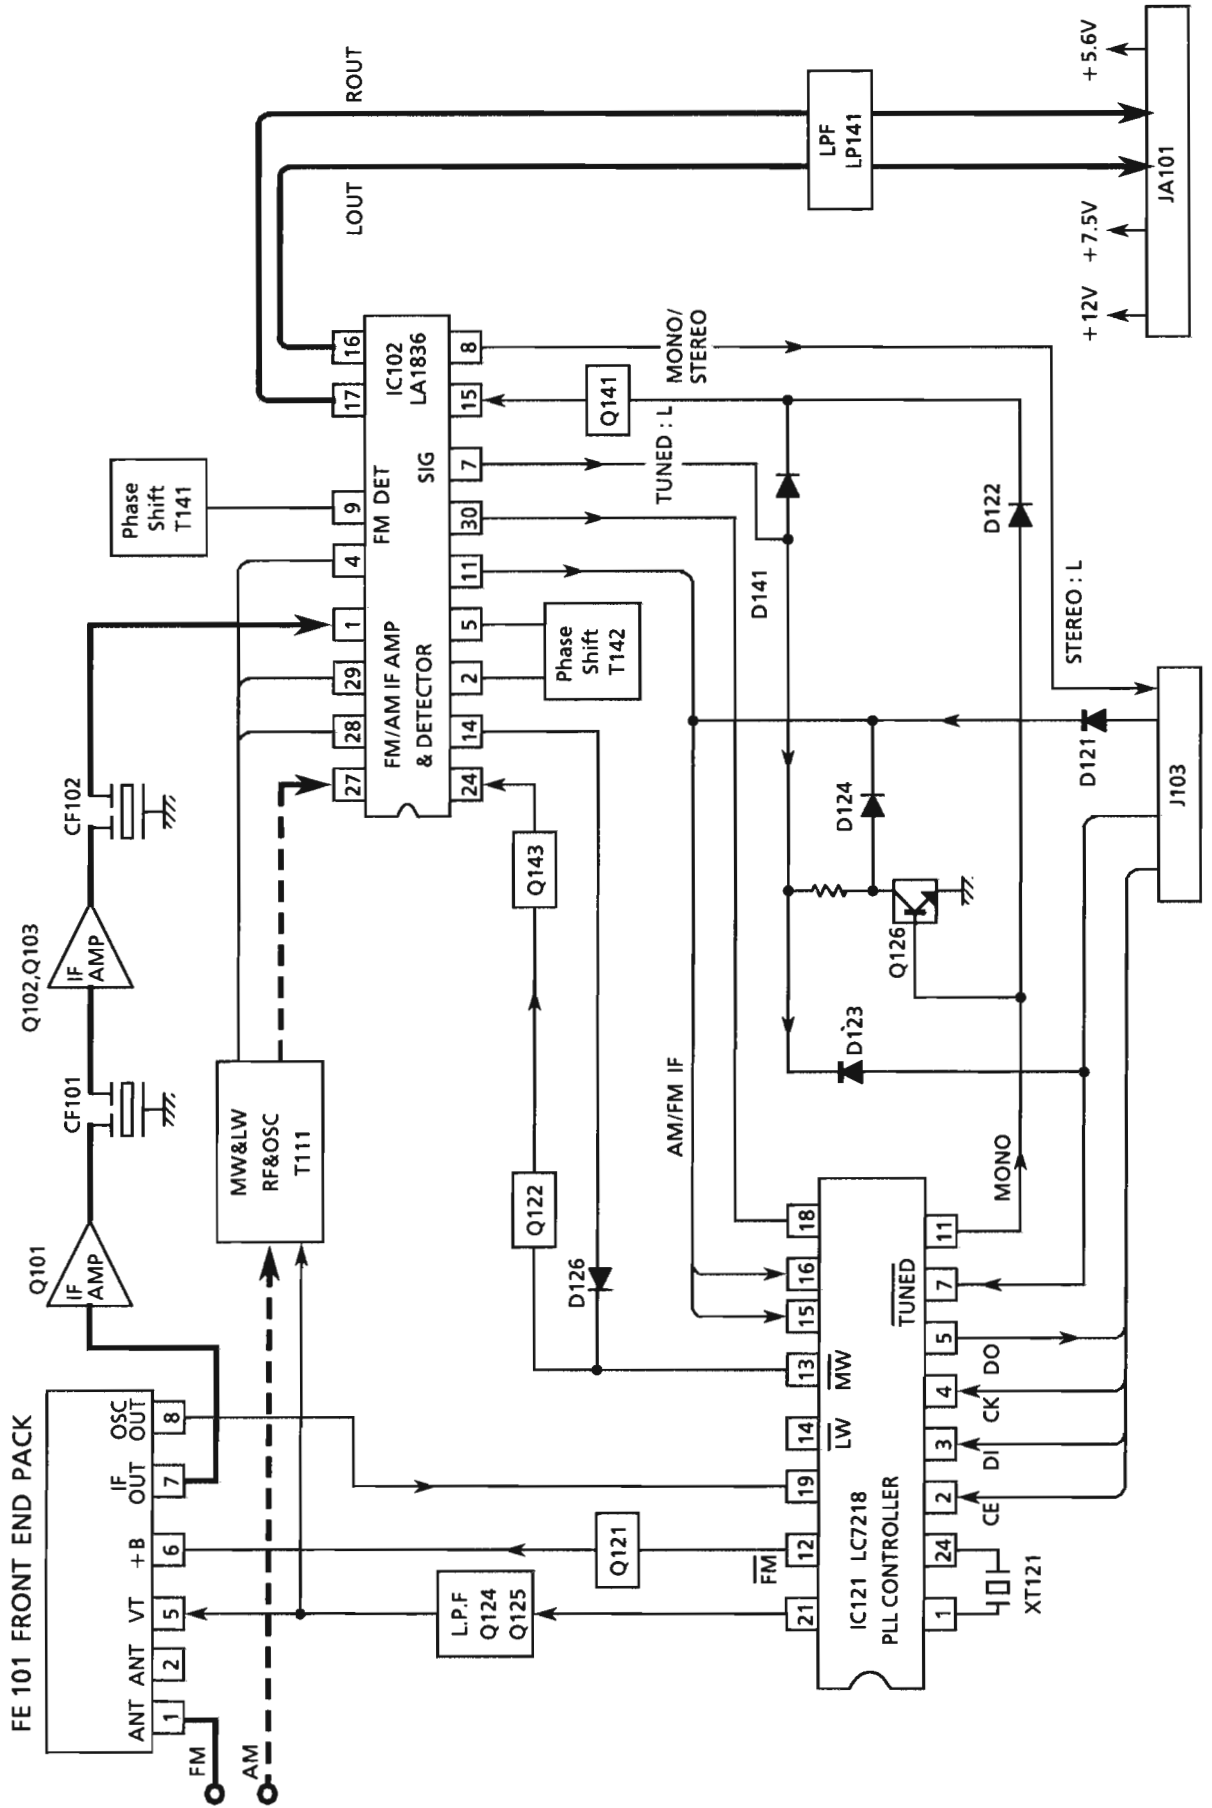 FE 101 FRONT END PACK
ANT
ANT
VT
+B
IF
OUT
OSC
OUT
1
2
5
6
7
8
FM
AM
Q101
IF
AMP
CF101
Q102,Q103
IF
AMP
CF102
MW&LW
RF&OSC
T111
Phase
Shift
T141
ROUT
LOUT
27
28
29
1
4
9
17
16
FM/AM IF AMP
& DETECTOR
FM DET
SIG
IC102
LA1836
24
14
2
5
11
30
7
15
8
Phase
Shift
T142
Q143
Q122
D126
L.P.F
Q124
Q125
Q121
FM
AM/FM IF
TUNED : L
Q141
MONO/
STEREO
LPF
LP141
D141
21
12
19
14
13
15
16
18
LW
MW
IC121 LC7218
PLL CONTROLLER
TUNED
1
24
2
3
4
5
7
11
XT121
CE
DI
CK
DO
MONO
D123
Q126
D124
D122
D121
STEREO : L
J103
+12V
+7.5V
+5.6V
JA101